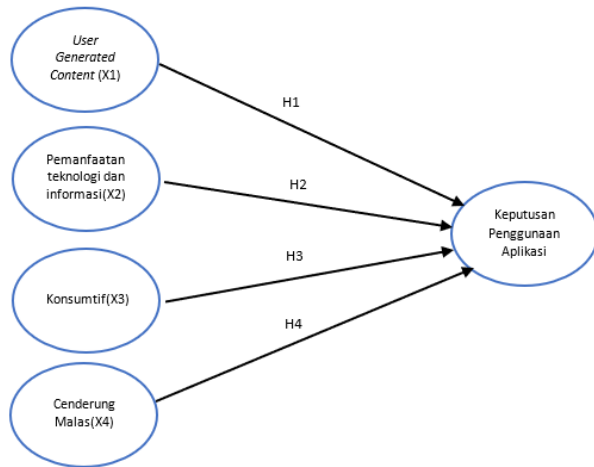 User
Generated
Content (X1)
H1
Pemanfaatan
teknologi dan
informasi(X2)
H2
Keputusan
Penggunaan
Aplikasi
H3
Konsumtif(X3)
H4
Cenderung
Malas(X4)